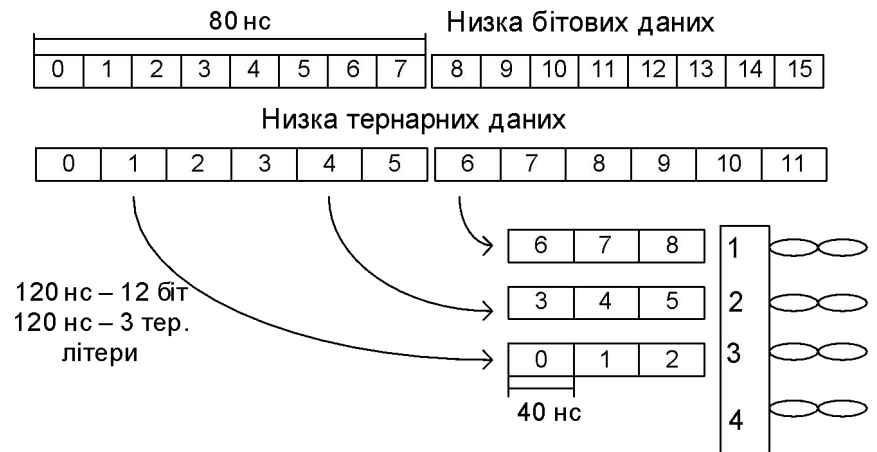 80 нс Низка бітових даних
0 1 2 3 4 5 6 7 8 9 10 11 12 13 14 15
Низка тернарних даних
0 1 2 3 4 5 6 7 8 9 10 11
6 7 8 1
120 нс – 12 біт
3 4 5 2
120 нс – 3 тер.
літери
0 1 2 3
40 нс
4